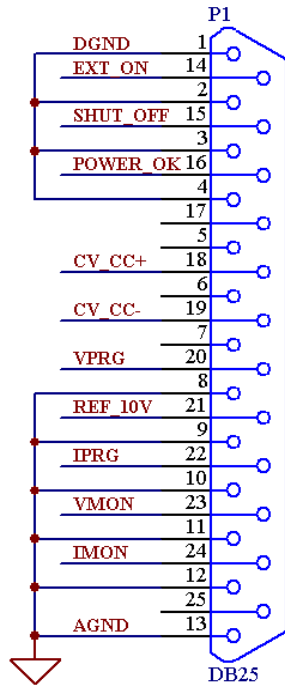 P1
DGND 1
EXT_ON 14
2
SHUT_OFF 15
3
POWER_OK 16
4
17
5
CV_CC+ 18
6
CV_CC- 19
7
VPRG 20
8
REF_10V 21
9
IPRG 22
10
VMON 23
11
IMON 24
12
25
AGND 13
DB25